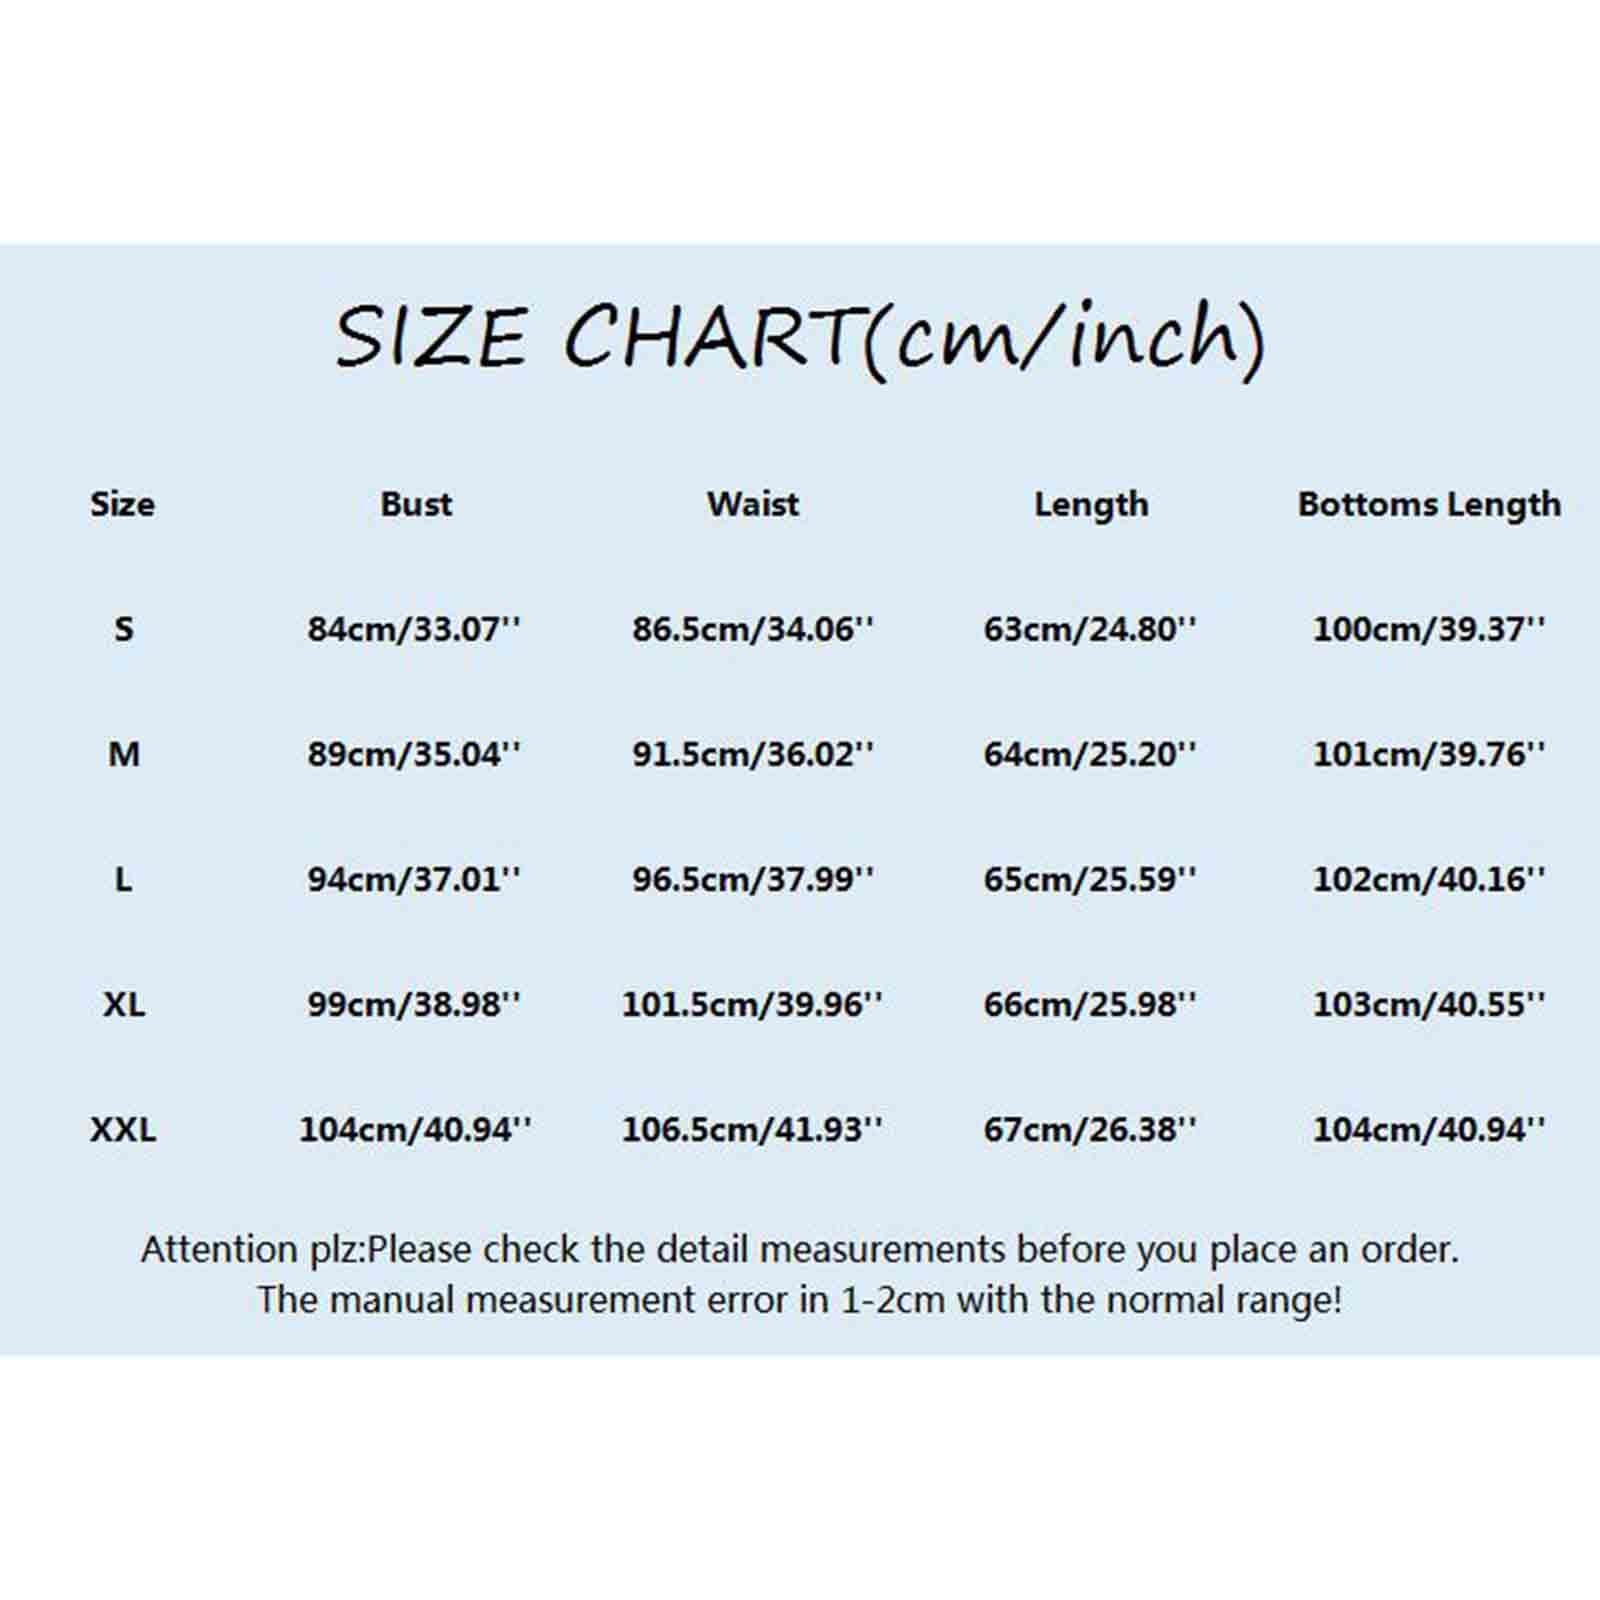 SIZE CHART(cm/inch)
Size Bust Waist Length Bottoms Length
S 84cm/33.07'' 86.5cm/34.06'' 63cm/24.80'' 100cm/39.37''
M 89cm/35.04'' 91.5cm/36.02'' 64cm/25.20'' 101cm/39.76''
L 94cm/37.01'' 96.5cm/37.99'' 65cm/25.59'' 102cm/40.16''
XL 99cm/38.98'' 101.5cm/39.96'' 66cm/25.98'' 103cm/40.55''
XXL 104cm/40.94'' 106.5cm/41.93'' 67cm/26.38'' 104cm/40.94''
Attention plz:Please check the detail measurements before you place an order.
The manual measurement error in 1-2cm with the normal range!